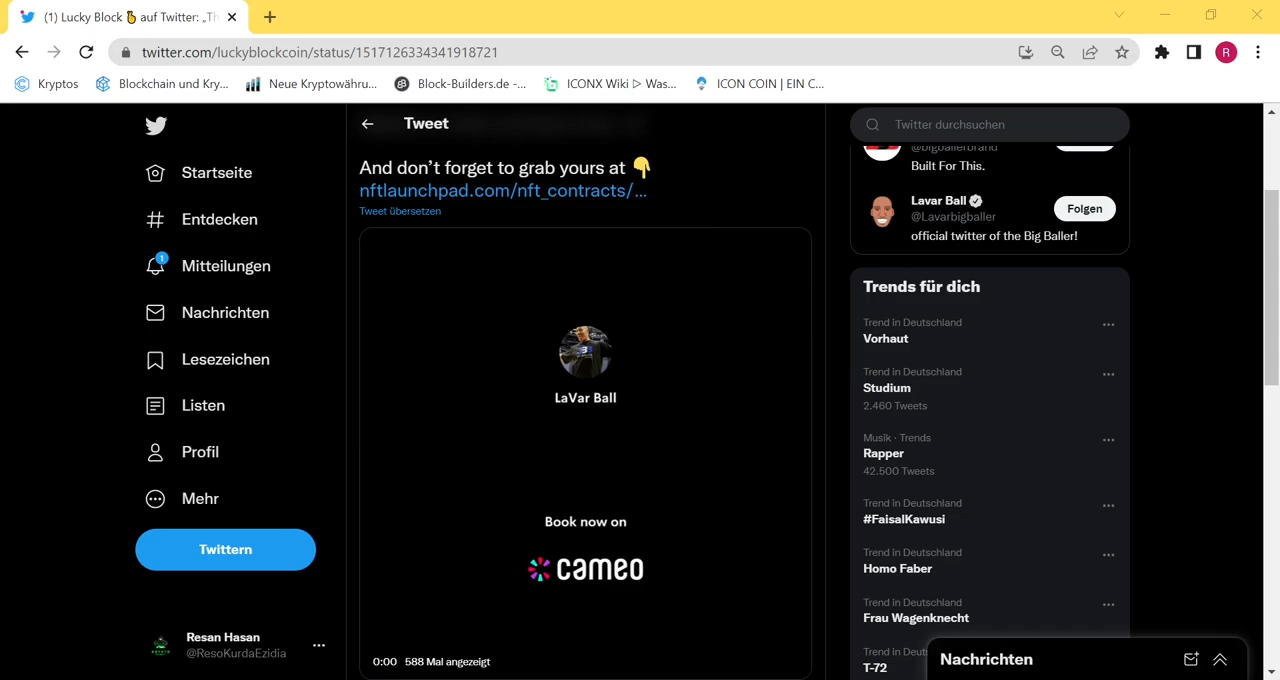 (1) Lucky Block 🫰 auf Twitter: „Th
twitter.com/luckyblockcoin/status/1517126334341918721
R
Kryptos
Blockchain und Kry...
Neue Kryptowähru...
Block-Builders.de -...
ICONX Wiki ᐅ Was...
ICON COIN | EIN C...
Startseite
Entdecken
1
Mitteilungen
Nachrichten
Lesezeichen
Listen
Profil
Mehr
Twittern
Resan Hasan
@ResoKurdaEzidia
Tweet
And don’t forget to grab yours at 👇
nftlaunchpad.com/nft_contracts/...
Tweet übersetzen
LaVar Ball
Book now on
cameo
0:00 588 Mal angezeigt
Twitter durchsuchen
@bigballerbrand
Built For This.
Lavar Ball
@Lavarbigballer
Folgen
official twitter of the Big Baller!
Trends für dich
Trend in Deutschland
Vorhaut
Trend in Deutschland
Studium
2.460 Tweets
Musik · Trends
Rapper
42.500 Tweets
Trend in Deutschland
#FaisalKawusi
Trend in Deutschland
Homo Faber
Trend in Deutschland
Frau Wagenknecht
Trend in Deu
T-72
Nachrichten